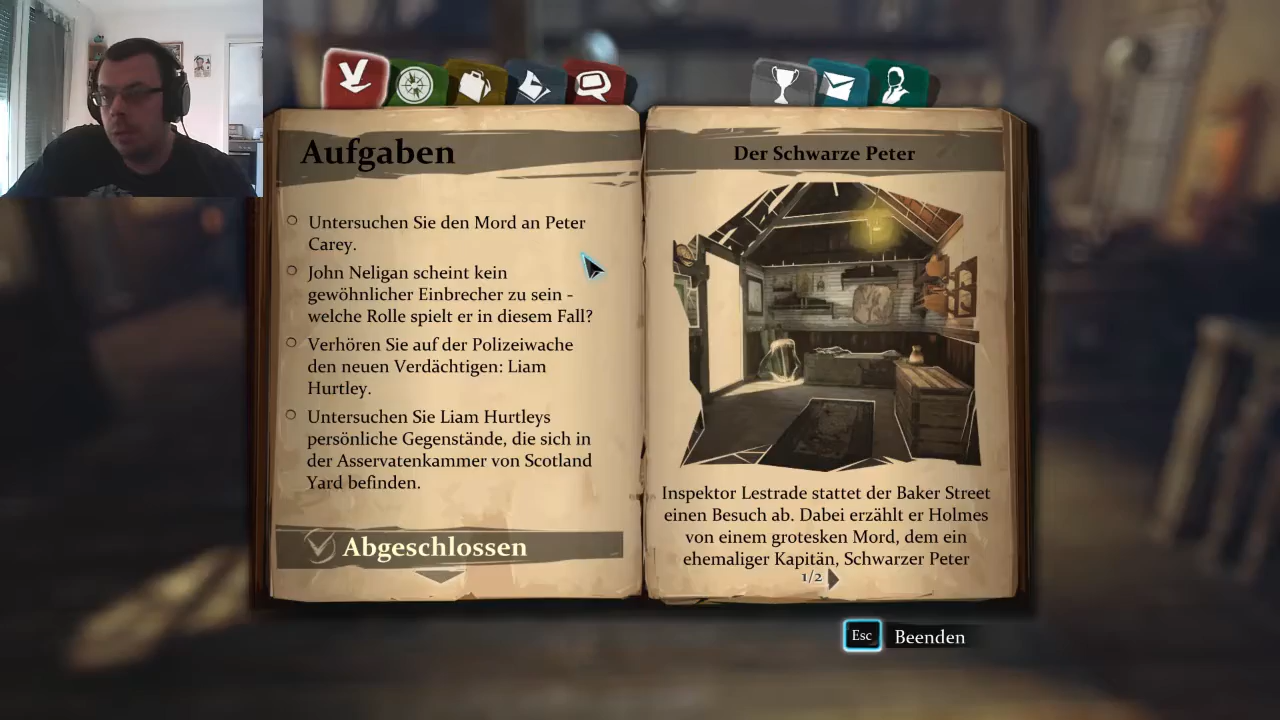 Aufgaben
Untersuchen Sie den Mord an Peter
Carey.
John Neligan scheint kein
gewöhnlicher Einbrecher zu sein -
welche Rolle spielt er in diesem Fall?
Verhören Sie auf der Polizeiwache
den neuen Verdächtigen: Liam
Hurtley.
Untersuchen Sie Liam Hurtleys
persönliche Gegenstände, die sich in
der Asservatenkammer von Scotland
Yard befinden.
Abgeschlossen
Der Schwarze Peter
Inspektor Lestrade stattet der Baker Street
einen Besuch ab. Dabei erzählt er Holmes
von einem grotesken Mord, dem ein
ehemaliger Kapitän, Schwarzer Peter
1/2
Esc Beenden